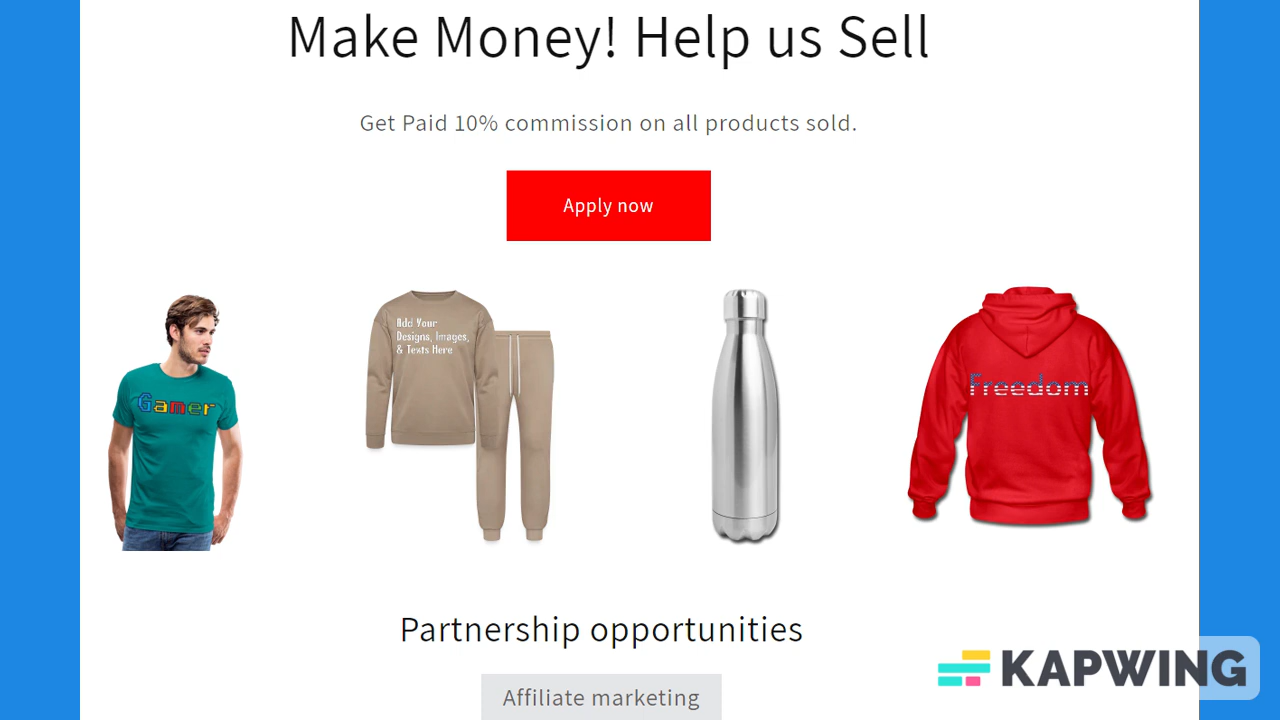 Make Money! Help us Sell
Get Paid 10% commission on all products sold.
Apply now
Gamer
Add Your
Designs, Images,
& Texts Here
Freedom
Partnership opportunities
Affiliate marketing
KAPWING